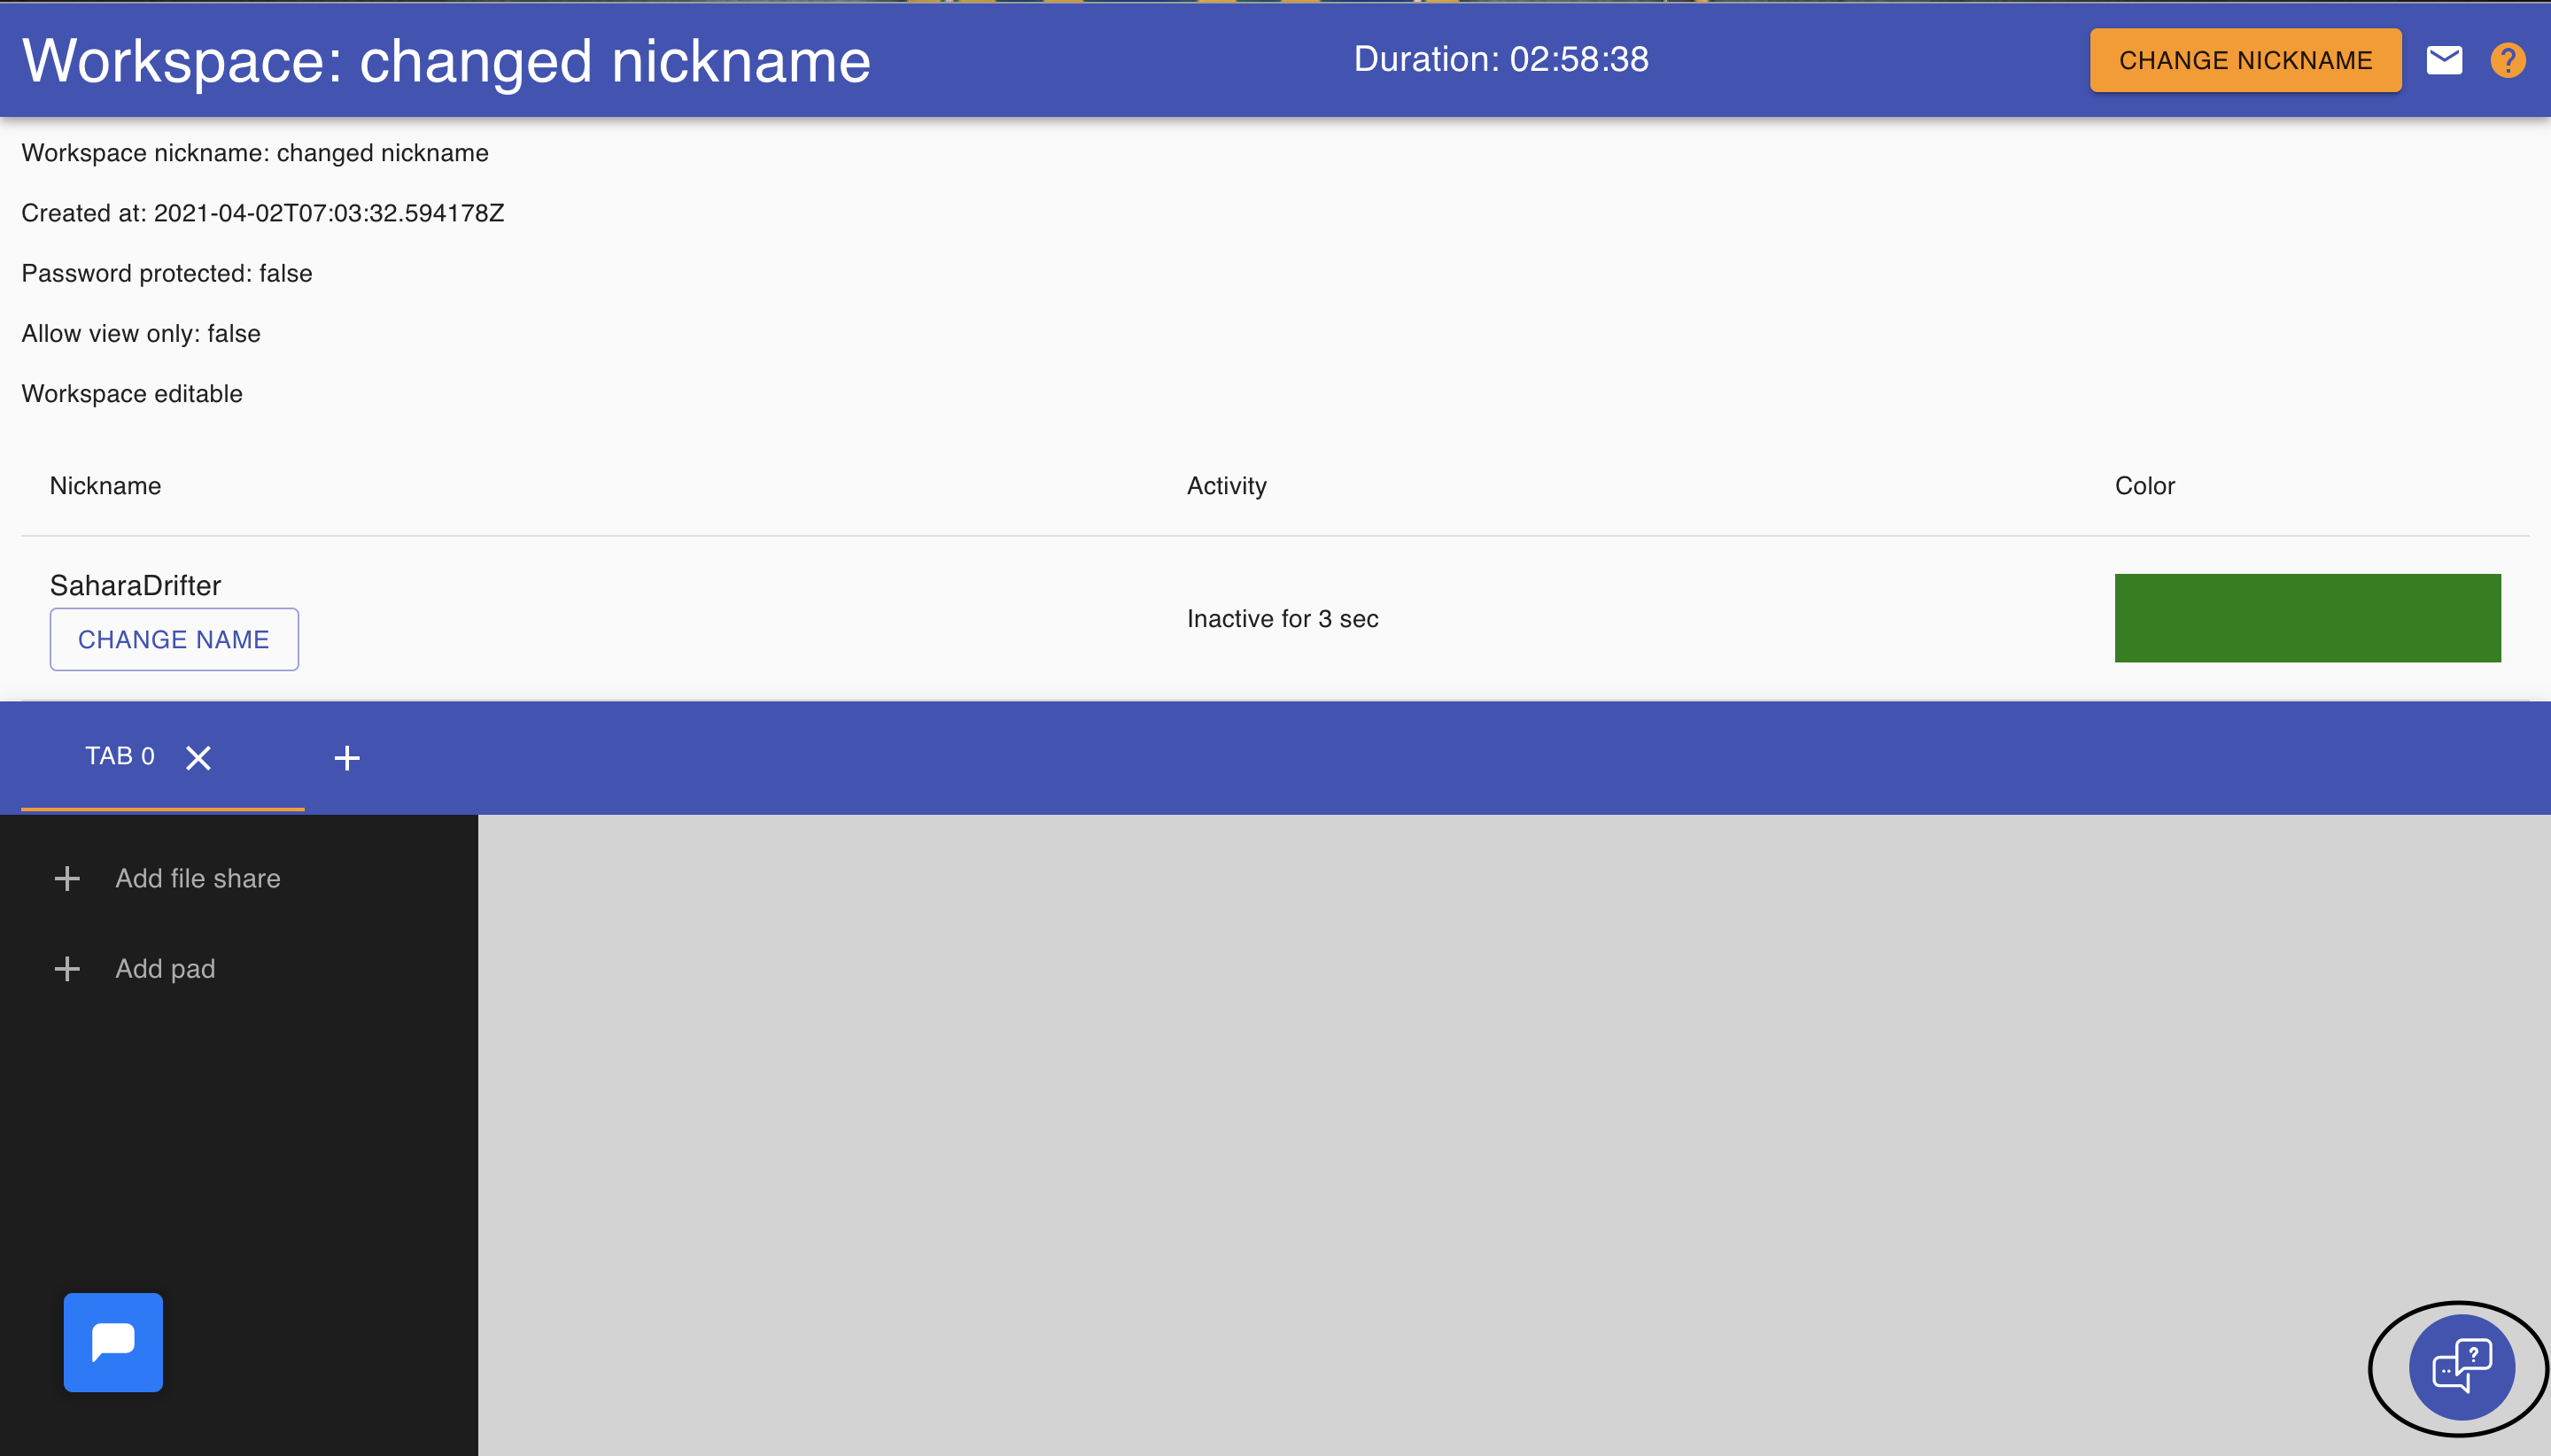 Workspace: changed nickname
Duration: 02:58:38
CHANGE NICKNAME
?
Workspace nickname: changed nickname
Created at: 2021-04-02T07:03:32.594178Z
Password protected: false
Allow view only: false
Workspace editable
Nickname Activity Color
SaharaDrifter
CHANGE NAME
Inactive for 3 sec
TAB 0
Add file share
Add pad
?